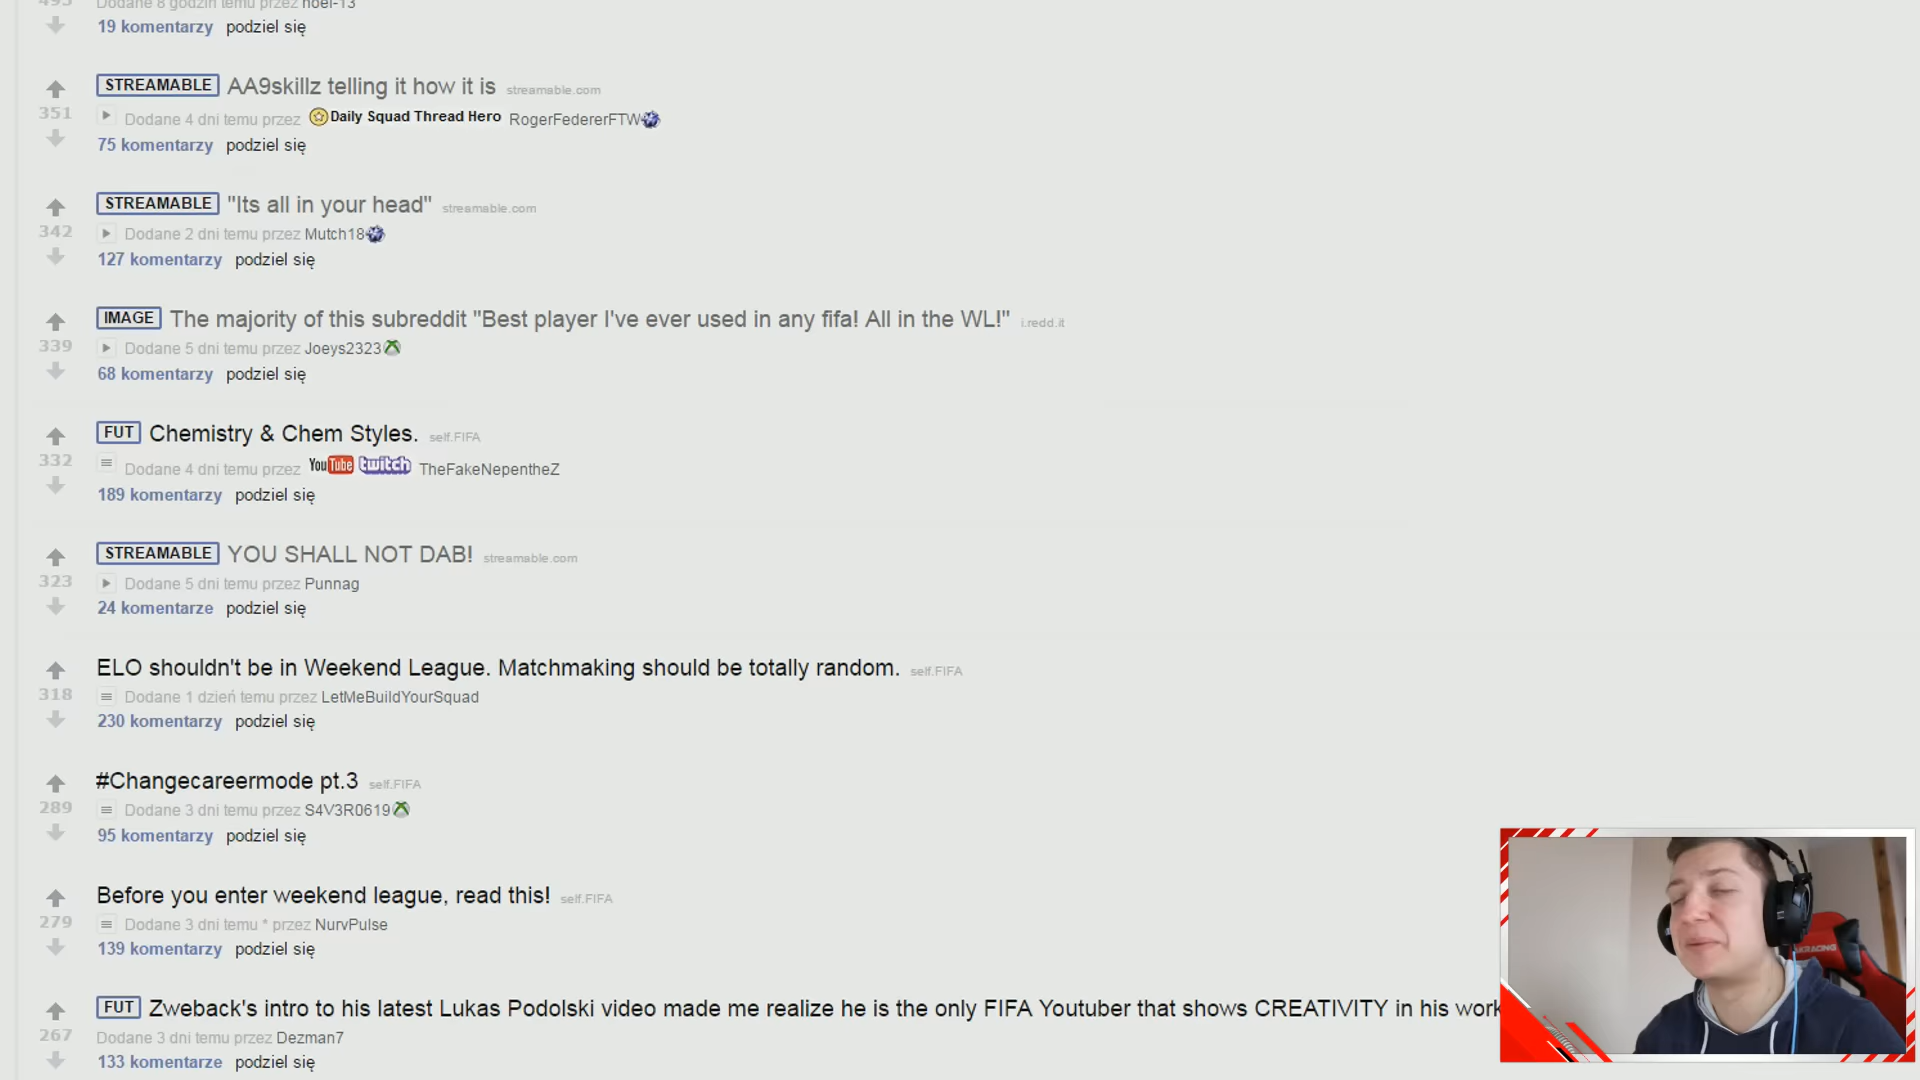 495
Dodane 8 godzin temu przez noel-13
19 komentarzy podziel się
STREAMABLE AA9skillz telling it how it is streamable.com
351
Dodane 4 dni temu przez Daily Squad Thread Hero RogerFedererFTW
75 komentarzy podziel się
STREAMABLE "Its all in your head" streamable.com
342
Dodane 2 dni temu przez Mutch18
127 komentarzy podziel się
IMAGE The majority of this subreddit "Best player I've ever used in any fifa! All in the WL!" i.redd.it
339
Dodane 5 dni temu przez Joeys2323
68 komentarzy podziel się
FUT Chemistry & Chem Styles. self.FIFA
332
Dodane 4 dni temu przez YouTube twitch TheFakeNepentheZ
189 komentarzy podziel się
STREAMABLE YOU SHALL NOT DAB! streamable.com
323
Dodane 5 dni temu przez Punnag
24 komentarze podziel się
ELO shouldn't be in Weekend League. Matchmaking should be totally random. self.FIFA
318
Dodane 1 dzień temu przez LetMeBuildYourSquad
230 komentarzy podziel się
#Changecareermode pt.3 self.FIFA
289
Dodane 3 dni temu przez S4V3R0619
95 komentarzy podziel się
Before you enter weekend league, read this! self.FIFA
279
Dodane 3 dni temu * przez NurvPulse
139 komentarzy podziel się
FUT Zweback's intro to his latest Lukas Podolski video made me realize he is the only FIFA Youtuber that shows CREATIVITY in his work
267
Dodane 3 dni temu przez Dezman7
133 komentarze podziel się